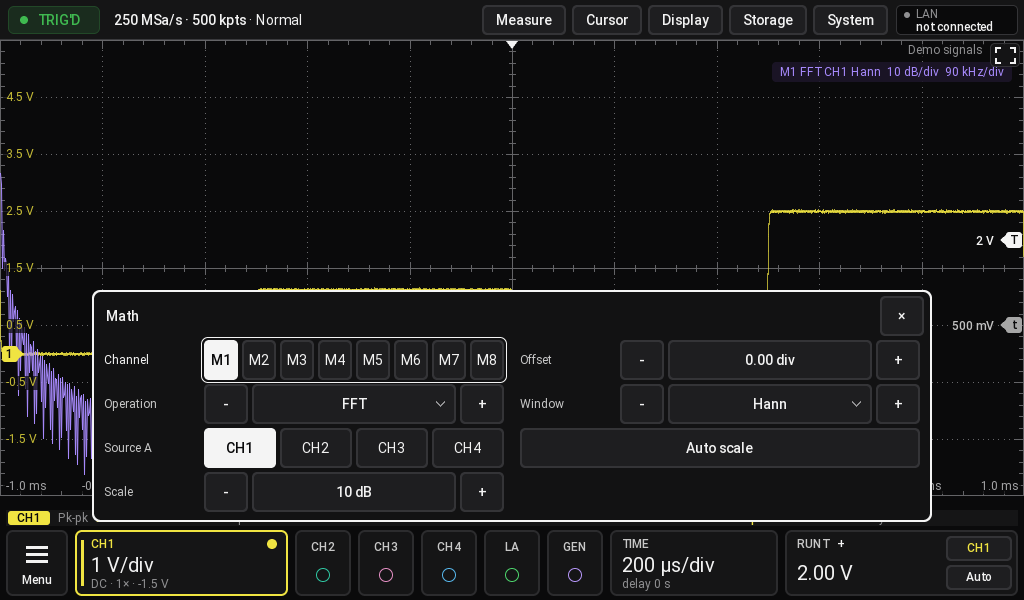 TRIG'D
250 MSa/s · 500 kpts · Normal
Measure
Cursor
Display
Storage
System
LAN
not connected
Demo signals
M1 FFT CH1 Hann 10 dB/div 90 kHz/div
4.5 V
3.5 V
2.5 V
2 V
T
1.5 V
0.5 V
500 mV
t
1
-0.5 V
-1.5 V
-1.0 ms
1.0 ms
Math
×
Channel
M1
M2
M3
M4
M5
M6
M7
M8
Offset
-
0.00 div
+
Operation
-
FFT
+
Window
-
Hann
+
Source A
CH1
CH2
CH3
CH4
Auto scale
Scale
-
10 dB
+
CH1
Pk-pk
Menu
CH1
1 V/div
DC · 1× · -1.5 V
CH2
CH3
CH4
LA
GEN
TIME
200 µs/div
delay 0 s
RUNT +
2.00 V
CH1
Auto